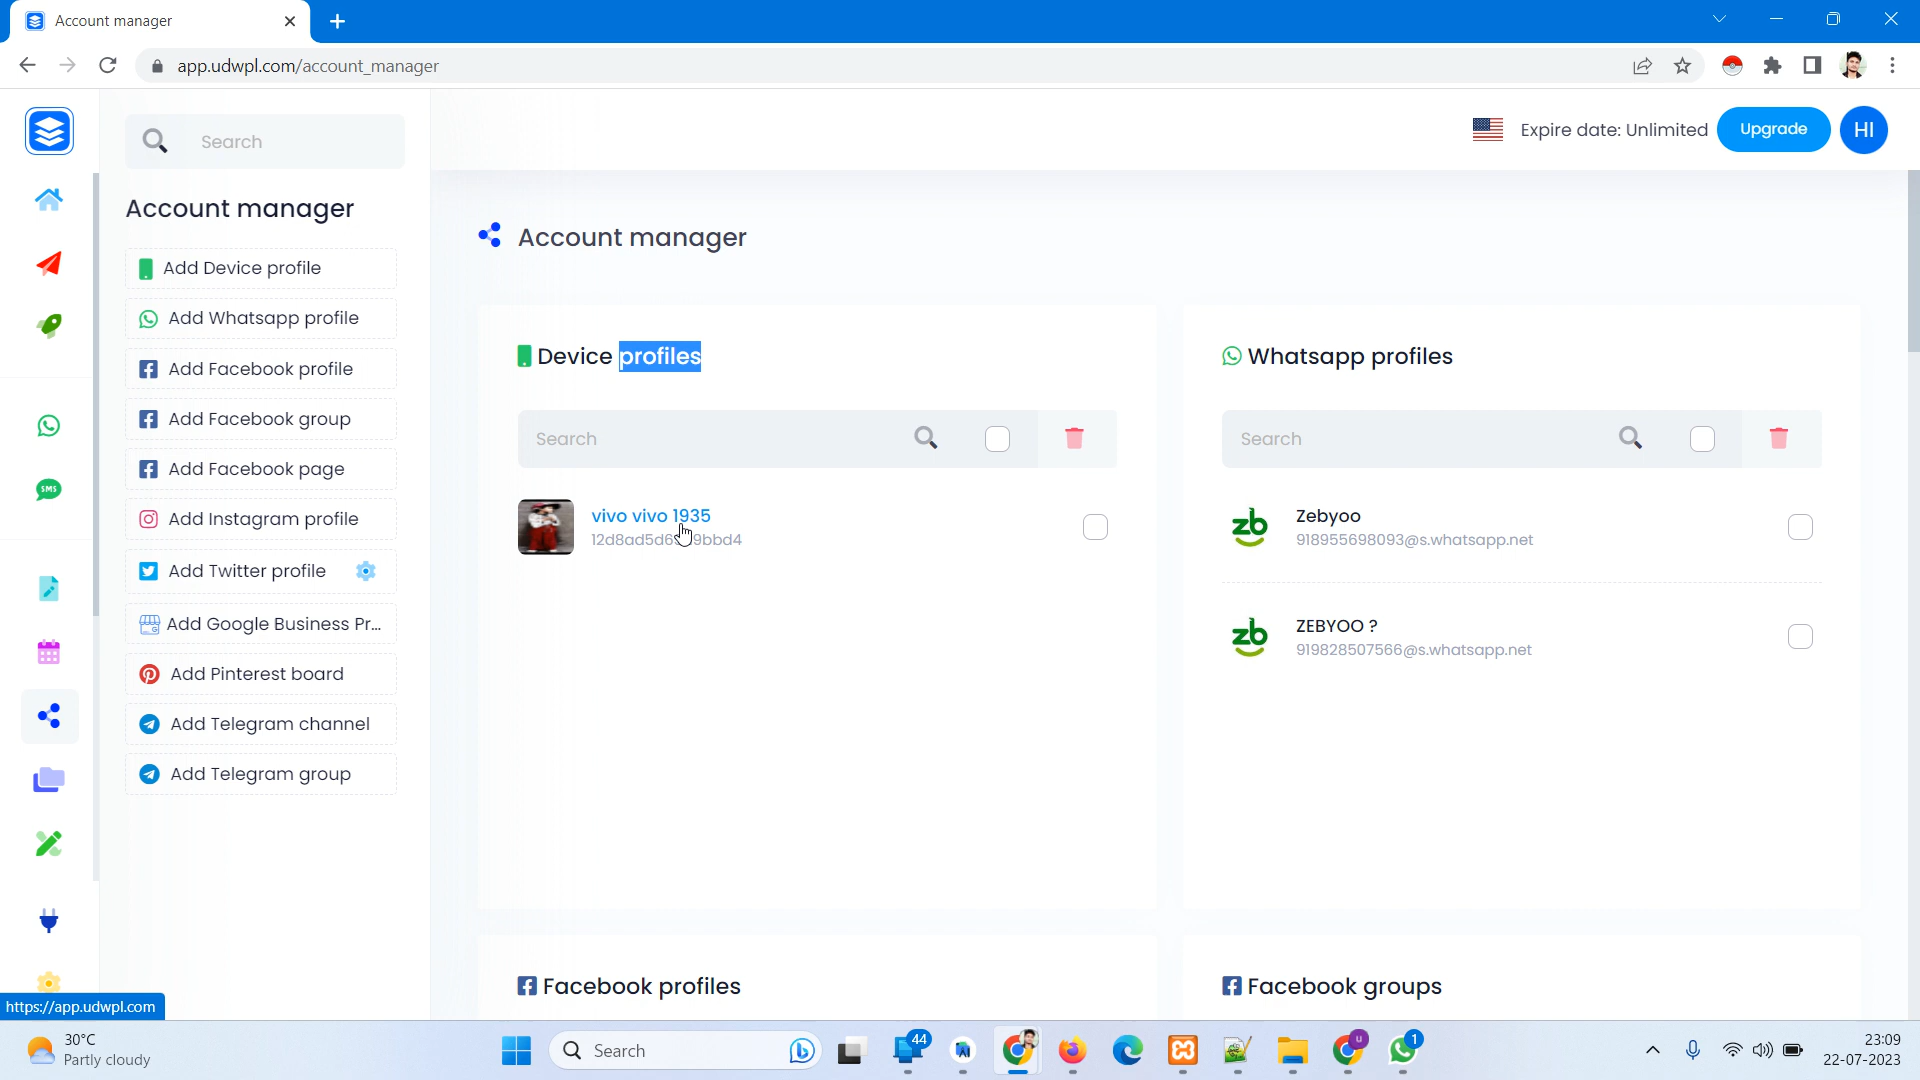 Account manager
app.udwpl.com/account_manager
Search
Expire date: Unlimited
Upgrade
HI
Account manager
Account manager
Add Device profile
Add Whatsapp profile
Add Facebook profile
Add Facebook group
Add Facebook page
Add Instagram profile
Add Twitter profile
Add Google Business Pr...
Add Pinterest board
Add Telegram channel
Add Telegram group
SMS
Device profiles
Search
vivo vivo 1935
Whatsapp profiles
Search
zb
Zebyoo
918955698093@s.whatsapp.net
zb
ZEBYOO ?
919828507566@s.whatsapp.net
Facebook profiles
Facebook groups
https://app.udwpl.com
30°C
Partly cloudy
Search
44
u
1
23:09
22-07-2023